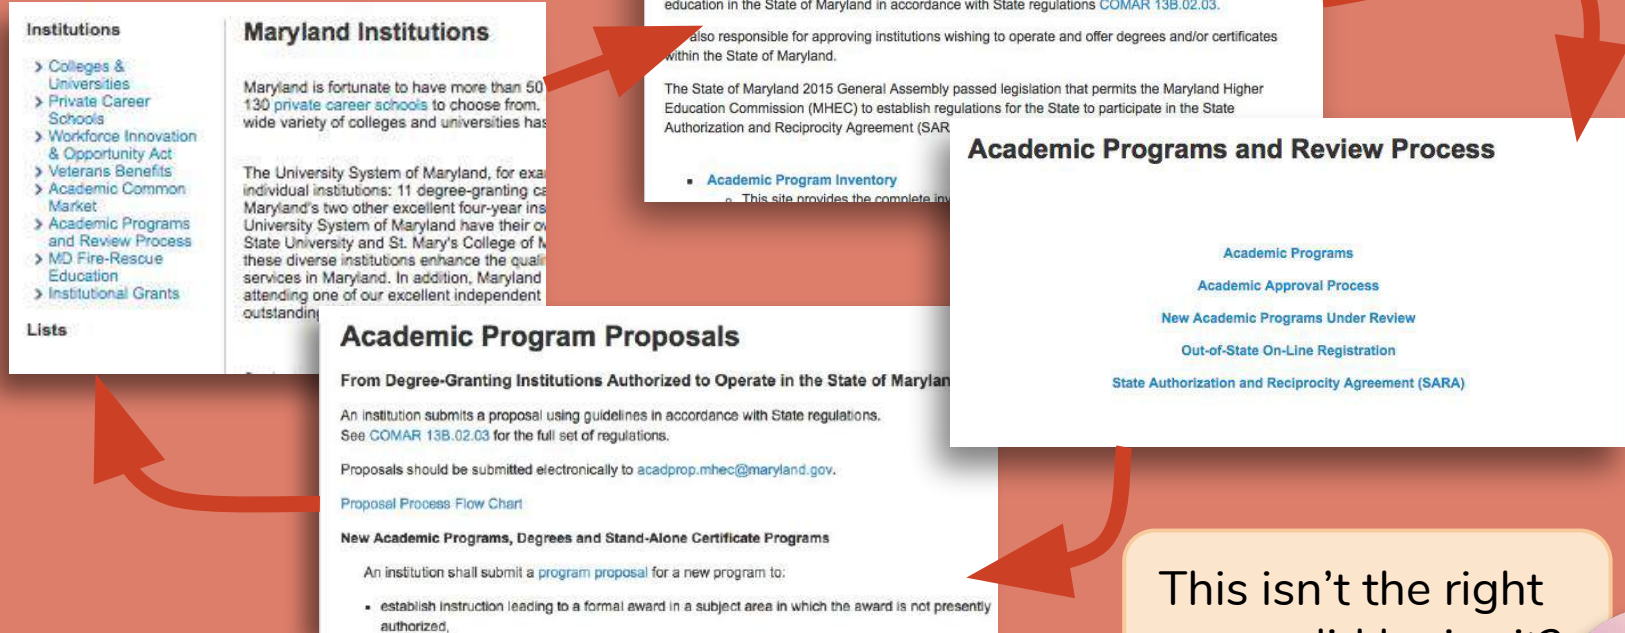 Institutions
> Colleges &
Universities
> Private Career
Schools
> Workforce Innovation
& Opportunity Act
> Veterans Benefits
> Academic Common
Market
> Academic Programs
and Review Process
> MD Fire-Rescue
Education
> Institutional Grants
Lists
Maryland Institutions
Maryland is fortunate to have more than 50
130 private career schools to choose from.
wide variety of colleges and universities has
The University System of Maryland, for
individual institutions: 11 degree-granting
Maryland's two other excellent four-year
University System of Maryland have their
State University and St. Mary's College of
these diverse institutions enhance the
services in Maryland. In addition, Maryland
attending one of our excellent independent
outstanding
education in the State of Maryland in accordance with State regulations COMAR 13B.02.03.
also responsible for approving institutions wishing to operate and offer degrees and/or certificates
within the State of Maryland.
The State of Maryland 2015 General Assembly passed legislation that permits the Maryland Higher
Education Commission (MHEC) to establish regulations for the State to participate in the State
Authorization and Reciprocity Agreement (SAR
▪ Academic Program Inventory
o This site provides the complete
Academic Programs and Review Process
Academic Programs
Academic Approval Process
New Academic Programs Under Review
Out-of-State On-Line Registration
State Authorization and Reciprocity Agreement (SARA)
Academic Program Proposals
From Degree-Granting Institutions Authorized to Operate in the State of Marylan
An institution submits a proposal using guidelines in accordance with State regulations.
See COMAR 13B.02.03 for the full set of regulations.
Proposals should be submitted electronically to acadprop.mhec@maryland.gov.
Proposal Process Flow Chart
New Academic Programs, Degrees and Stand-Alone Certificate Programs
An institution shall submit a program proposal for a new program to:
▪ establish instruction leading to a formal award in a subject area in which the award is not presently
authorized,
This isn't the right